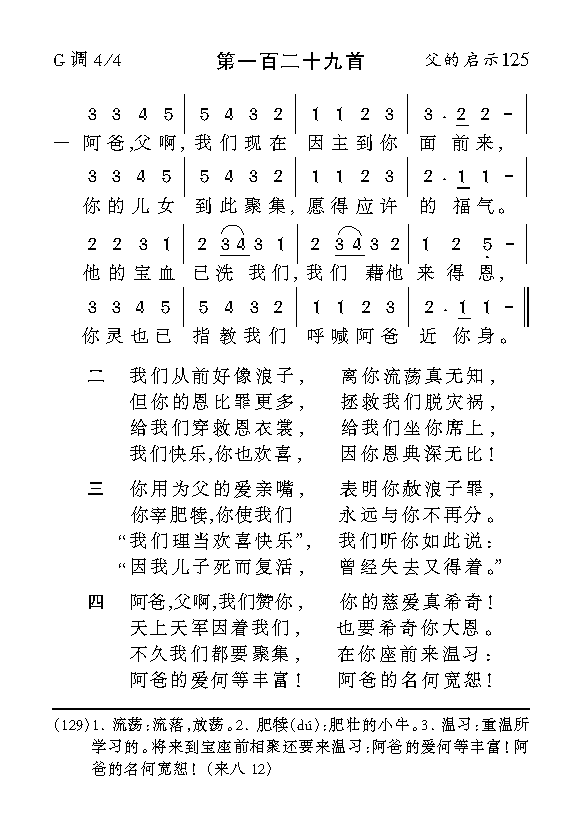 G 调 4/4 第一百二十九首 父的启示125
3 3 4 5 | 5 4 3 2 | 1 1 2 3 | 3 · 2 2 - |
一 阿爸,父啊, 我们现在 因主到你 面 前来,
3 3 4 5 | 5 4 3 2 | 1 1 2 3 | 2 · 1 1 - |
你的儿女 到此聚集, 愿得应许 的 福气。
2 2 3 1 | 2 3 4 3 1 | 2 3 4 3 2 | 1 2 5 - |
他的宝血 已洗 我们, 我们 藉他 来得恩,
3 3 4 5 | 5 4 3 2 | 1 1 2 3 | 2 · 1 1 - ‖
你灵也已 指教我们 呼喊阿爸 近 你身。
二 我们从前好像浪子, 离你流荡真无知,
但你的恩比罪更多, 拯救我们脱灾祸,
给我们穿救恩衣裳, 给我们坐你席上,
我们快乐,你也欢喜, 因你恩典深无比!
三 你用为父的爱亲嘴, 表明你赦浪子罪,
你宰肥犊,你使我们 永远与你不再分。
“我们理当欢喜快乐”, 我们听你如此说:
“因我儿子死而复活, 曾经失去又得着。”
四 阿爸,父啊,我们赞你, 你的慈爱真希奇!
天上天军因着我们, 也要希奇你大恩。
不久我们都要聚集, 在你座前来温习:
阿爸的爱何等丰富! 阿爸的名何宽恕!
(129)1. 流荡:流落,放荡。2. 肥犊(dú):肥壮的小牛。3. 温习:重温所
学习的。将来到宝座前相聚还要来温习:阿爸的爱何等丰富!阿
爸的名何宽恕! (来八 12)